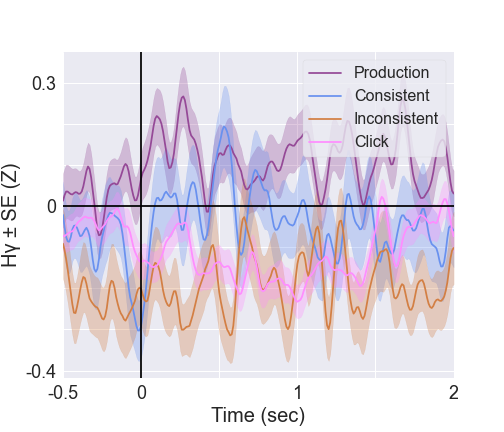 Production
Consistent
Inconsistent
Click
0.3
0
-0.4
Hγ ± SE (Z)
-0.5
0
1
2
Time (sec)